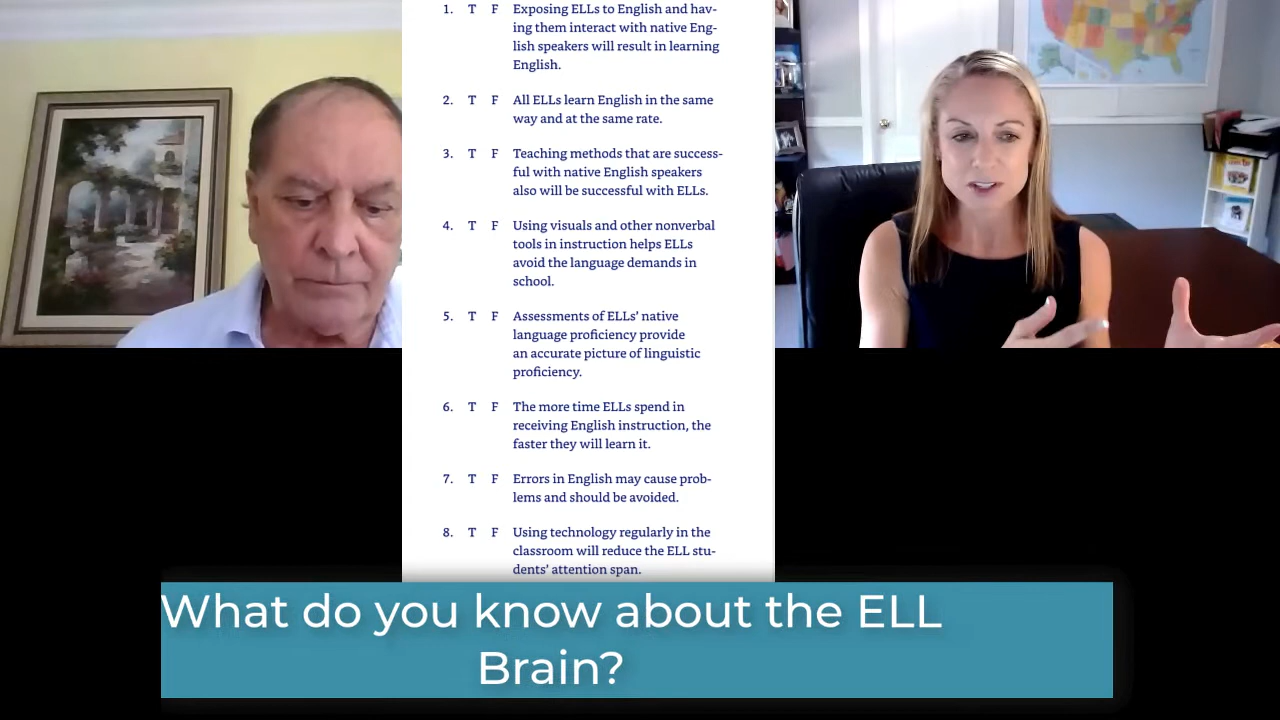 1. T F Exposing ELLs to English and hav-
ing them interact with native Eng-
lish speakers will result in learning
English.
2. T F All ELLs learn English in the same
way and at the same rate.
3. T F Teaching methods that are success-
ful with native English speakers
also will be successful with ELLs.
4. T F Using visuals and other nonverbal
tools in instruction helps ELLs
avoid the language demands in
school.
5. T F Assessments of ELLs’ native
language proficiency provide
an accurate picture of linguistic
proficiency.
6. T F The more time ELLs spend in
receiving English instruction, the
faster they will learn it.
7. T F Errors in English may cause prob-
lems and should be avoided.
8. T F Using technology regularly in the
classroom will reduce the ELL stu-
dents’ attention span.
What do you know about the ELL
Brain?